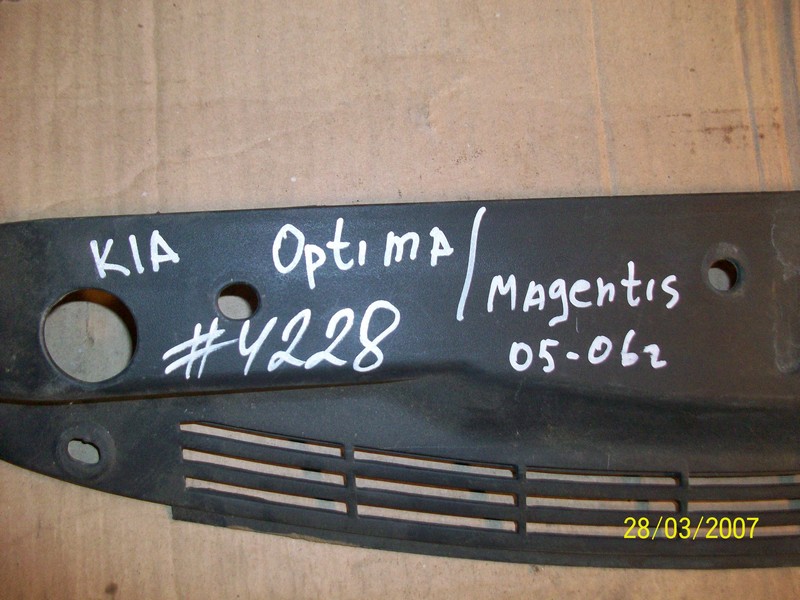 KIA Optima/
Magentis
#4228
05-06г
28/03/2007